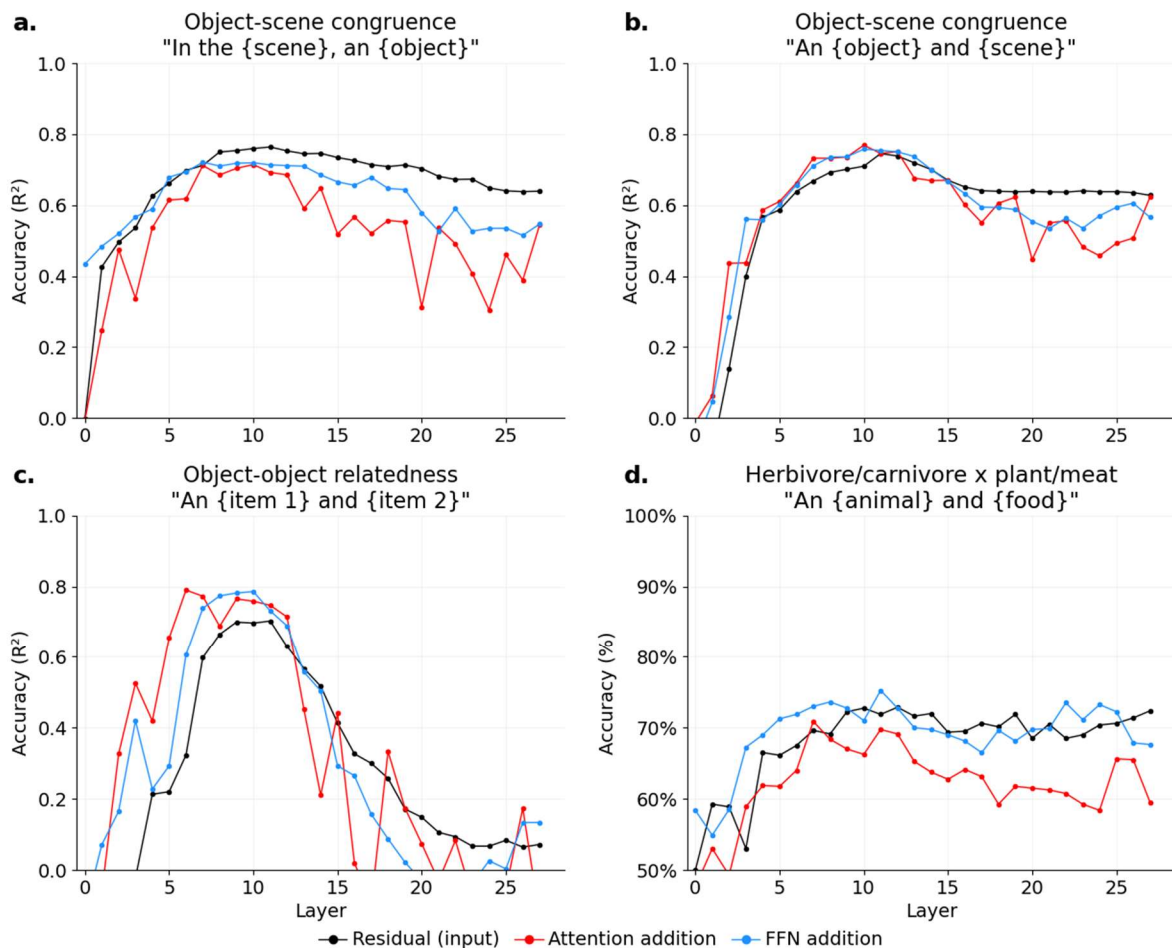 a.
Object-scene congruence
"In the {scene}, an {object}"
1.0
0.8
0.6
0.4
0.2
0.0
Accuracy (R²)
0 5 10 15 20 25
b.
Object-scene congruence
"An {object} and {scene}"
1.0
0.8
0.6
0.4
0.2
0.0
Accuracy (R²)
0 5 10 15 20 25
c.
Object-object relatedness
"An {item 1} and {item 2}"
1.0
0.8
0.6
0.4
0.2
0.0
Accuracy (R²)
0 5 10 15 20 25
Layer
d.
Herbivore/carnivore x plant/meat
"An {animal} and {food}"
100%
90%
80%
70%
60%
50%
Accuracy (%)
0 5 10 15 20 25
Layer
Residual (input) Attention addition FFN addition